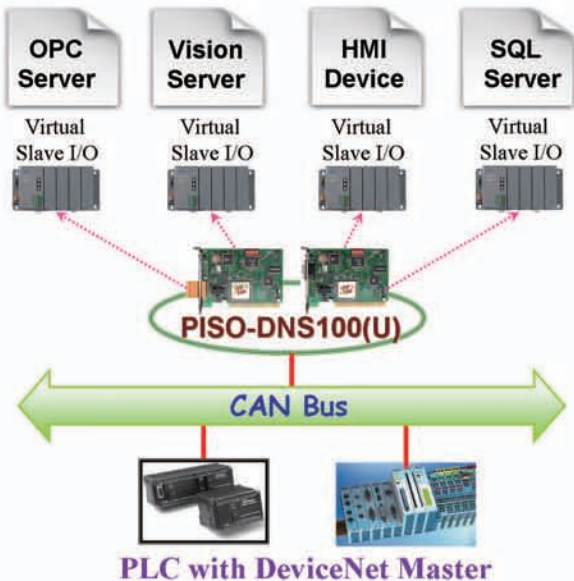 OPC
Server
Vision
Server
HMI
Device
SQL
Server
Virtual
Slave I/O
Virtual
Slave I/O
Virtual
Slave I/O
Virtual
Slave I/O
PISO-DNS100(U)
CAN Bus
PLC with DeviceNet Master